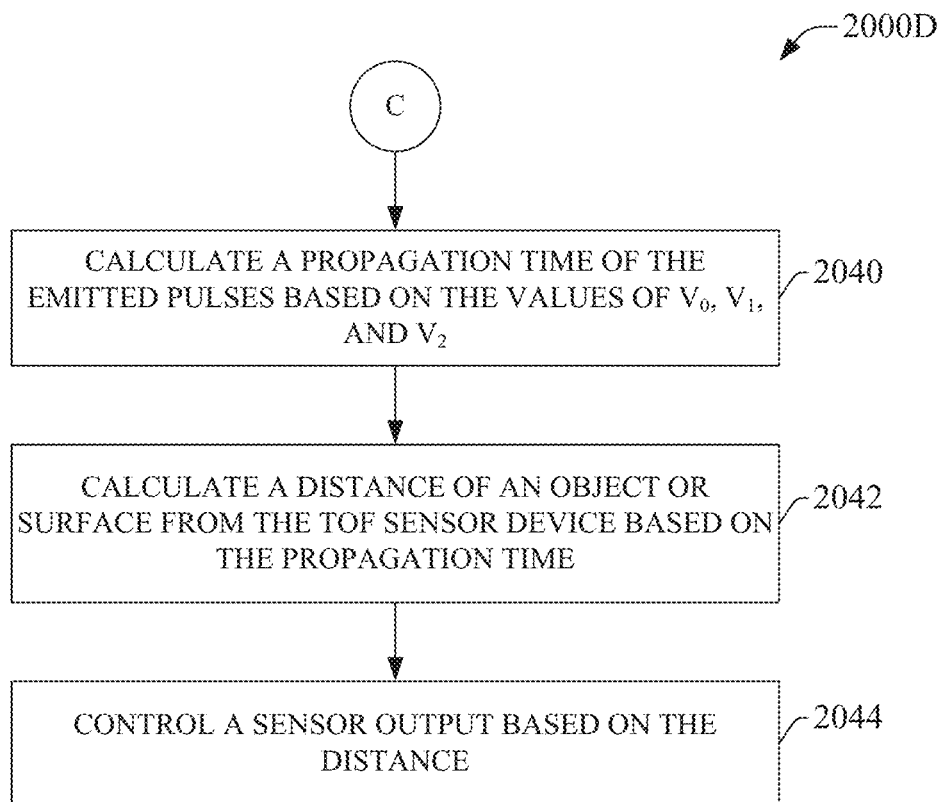 2000D
C
CALCULATE A PROPAGATION TIME OF THE
EMITTED PULSES BASED ON THE VALUES OF V₀, V₁,
AND V₂
2040
CALCULATE A DISTANCE OF AN OBJECT OR
SURFACE FROM THE TOF SENSOR DEVICE BASED ON
THE PROPAGATION TIME
2042
CONTROL A SENSOR OUTPUT BASED ON THE
DISTANCE
2044